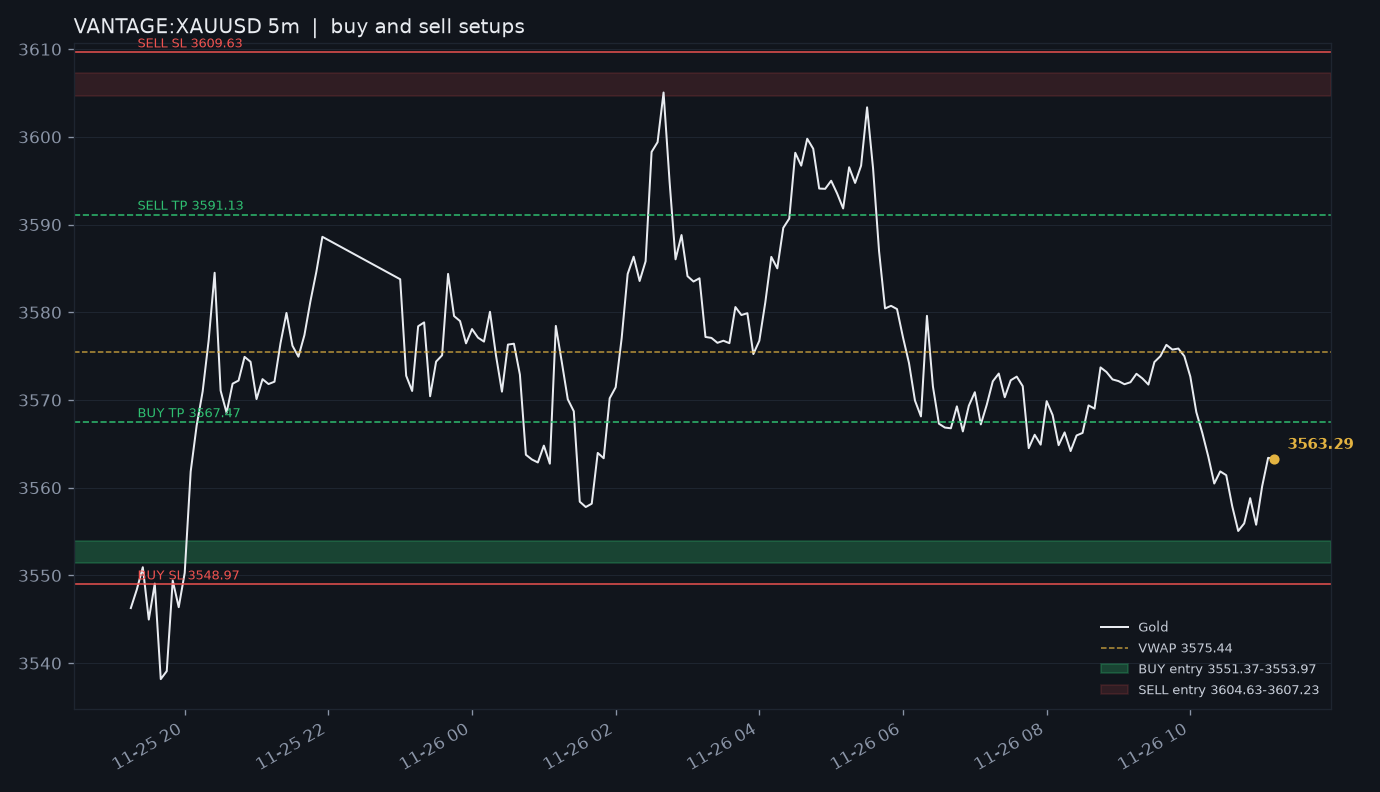 VANTAGE:XAUUSD 5m | buy and sell setups
SELL SL 3609.63
3610
3600
SELL TP 3591.13
3590
3580
3570
BUY TP 3567.47
3563.29
3560
3550
BUY SL 3548.97
3540
Gold
VWAP 3575.44
BUY entry 3551.37-3553.97
SELL entry 3604.63-3607.23
11-25 20
11-25 22
11-26 00
11-26 02
11-26 04
11-26 06
11-26 08
11-26 10